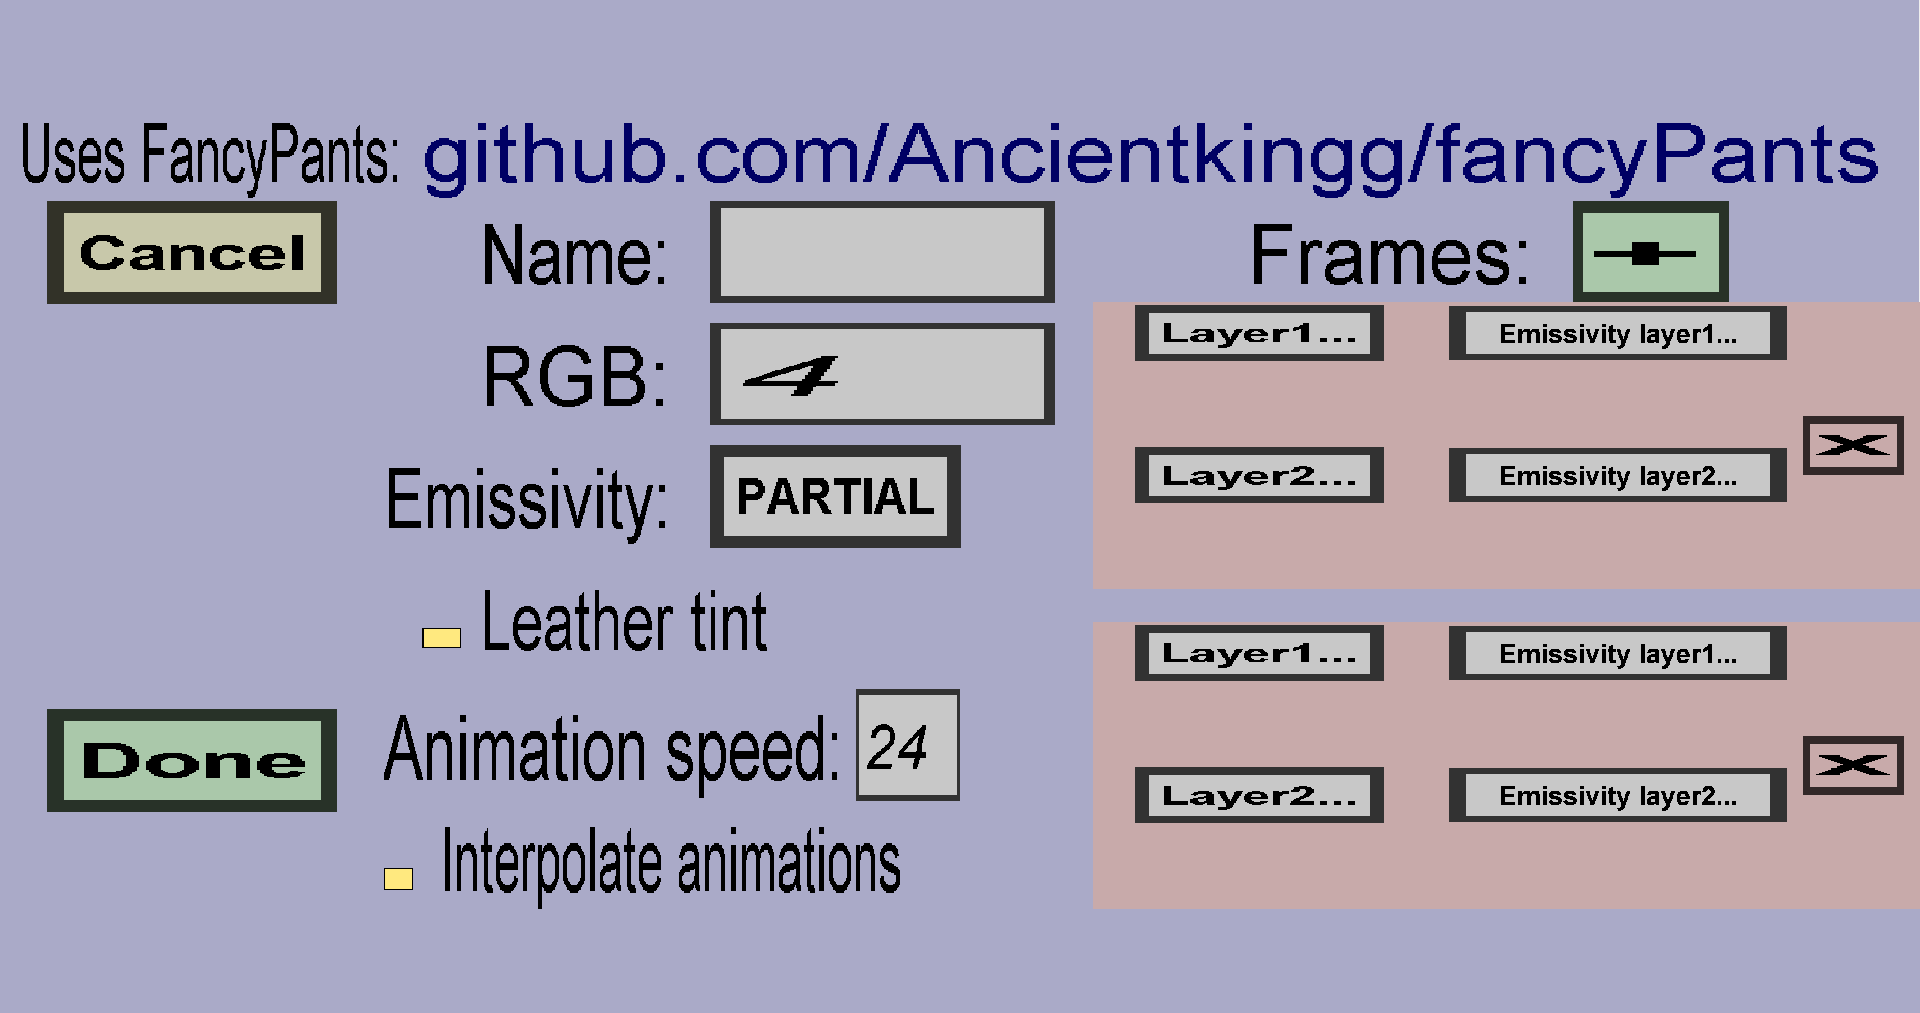 Uses FancyPants: github.com/Ancientkingg/fancyPants
Cancel
Name:
RGB: 4
Emissivity: PARTIAL
Leather tint
Done
Animation speed: 24
Interpolate animations
Frames: +
Layer1... Emissivity layer1...
X
Layer2... Emissivity layer2...
Layer1... Emissivity layer1...
X
Layer2... Emissivity layer2...